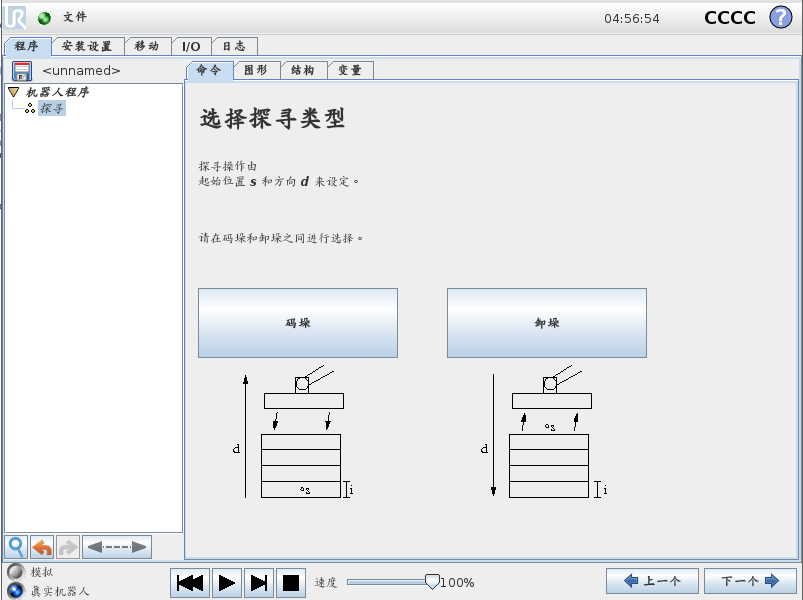 UR 文件 04:56:54 CCCC ?
程序 安装设置 移动 I/O 日志
<unnamed> 命令 图形 结构 变量
机器人程序
探寻
选择探寻类型
探寻操作由
起始位置 s 和方向 d 来设定。
请在码垛和卸垛之间进行选择。
码垛 卸垛
d s i
d s i
模拟
真实机器人
速度 100%
上一个 下一个